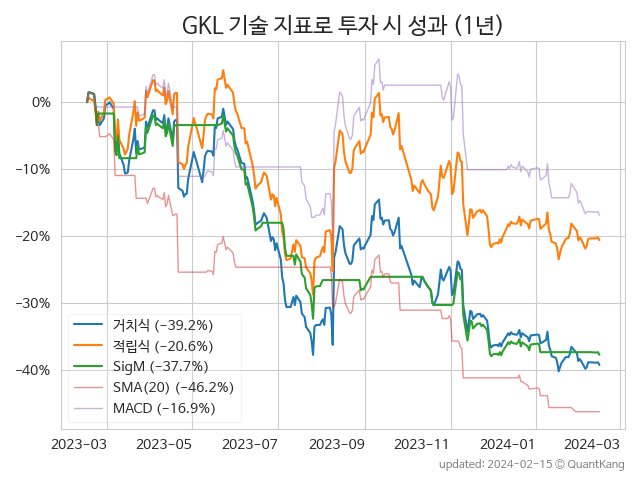 GKL 기술 지표로 투자 시 성과 (1년)
0%
−10%
−20%
−30%
−40%
거치식 (−39.2%)
적립식 (−20.6%)
SigM (−37.7%)
SMA(20) (−46.2%)
MACD (−16.9%)
2023-03 2023-05 2023-07 2023-09 2023-11 2024-01 2024-03
updated: 2024-02-15 © QuantKang